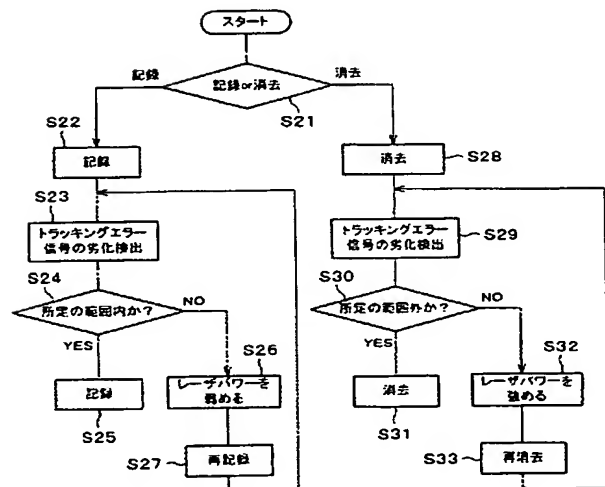 スタート
記録or消去
記録
消去
S21
S22
記録
消去
S28
S23
トラッキングエラー
信号の劣化検出
トラッキングエラー
信号の劣化検出
S29
S24
所定の範囲内か?
NO
YES
S30
所定の範囲外か?
NO
YES
S26
レーザパワーを
弱める
S32
レーザパワーを
強める
記録
S25
消去
S31
S27
再記録
S33
再消去